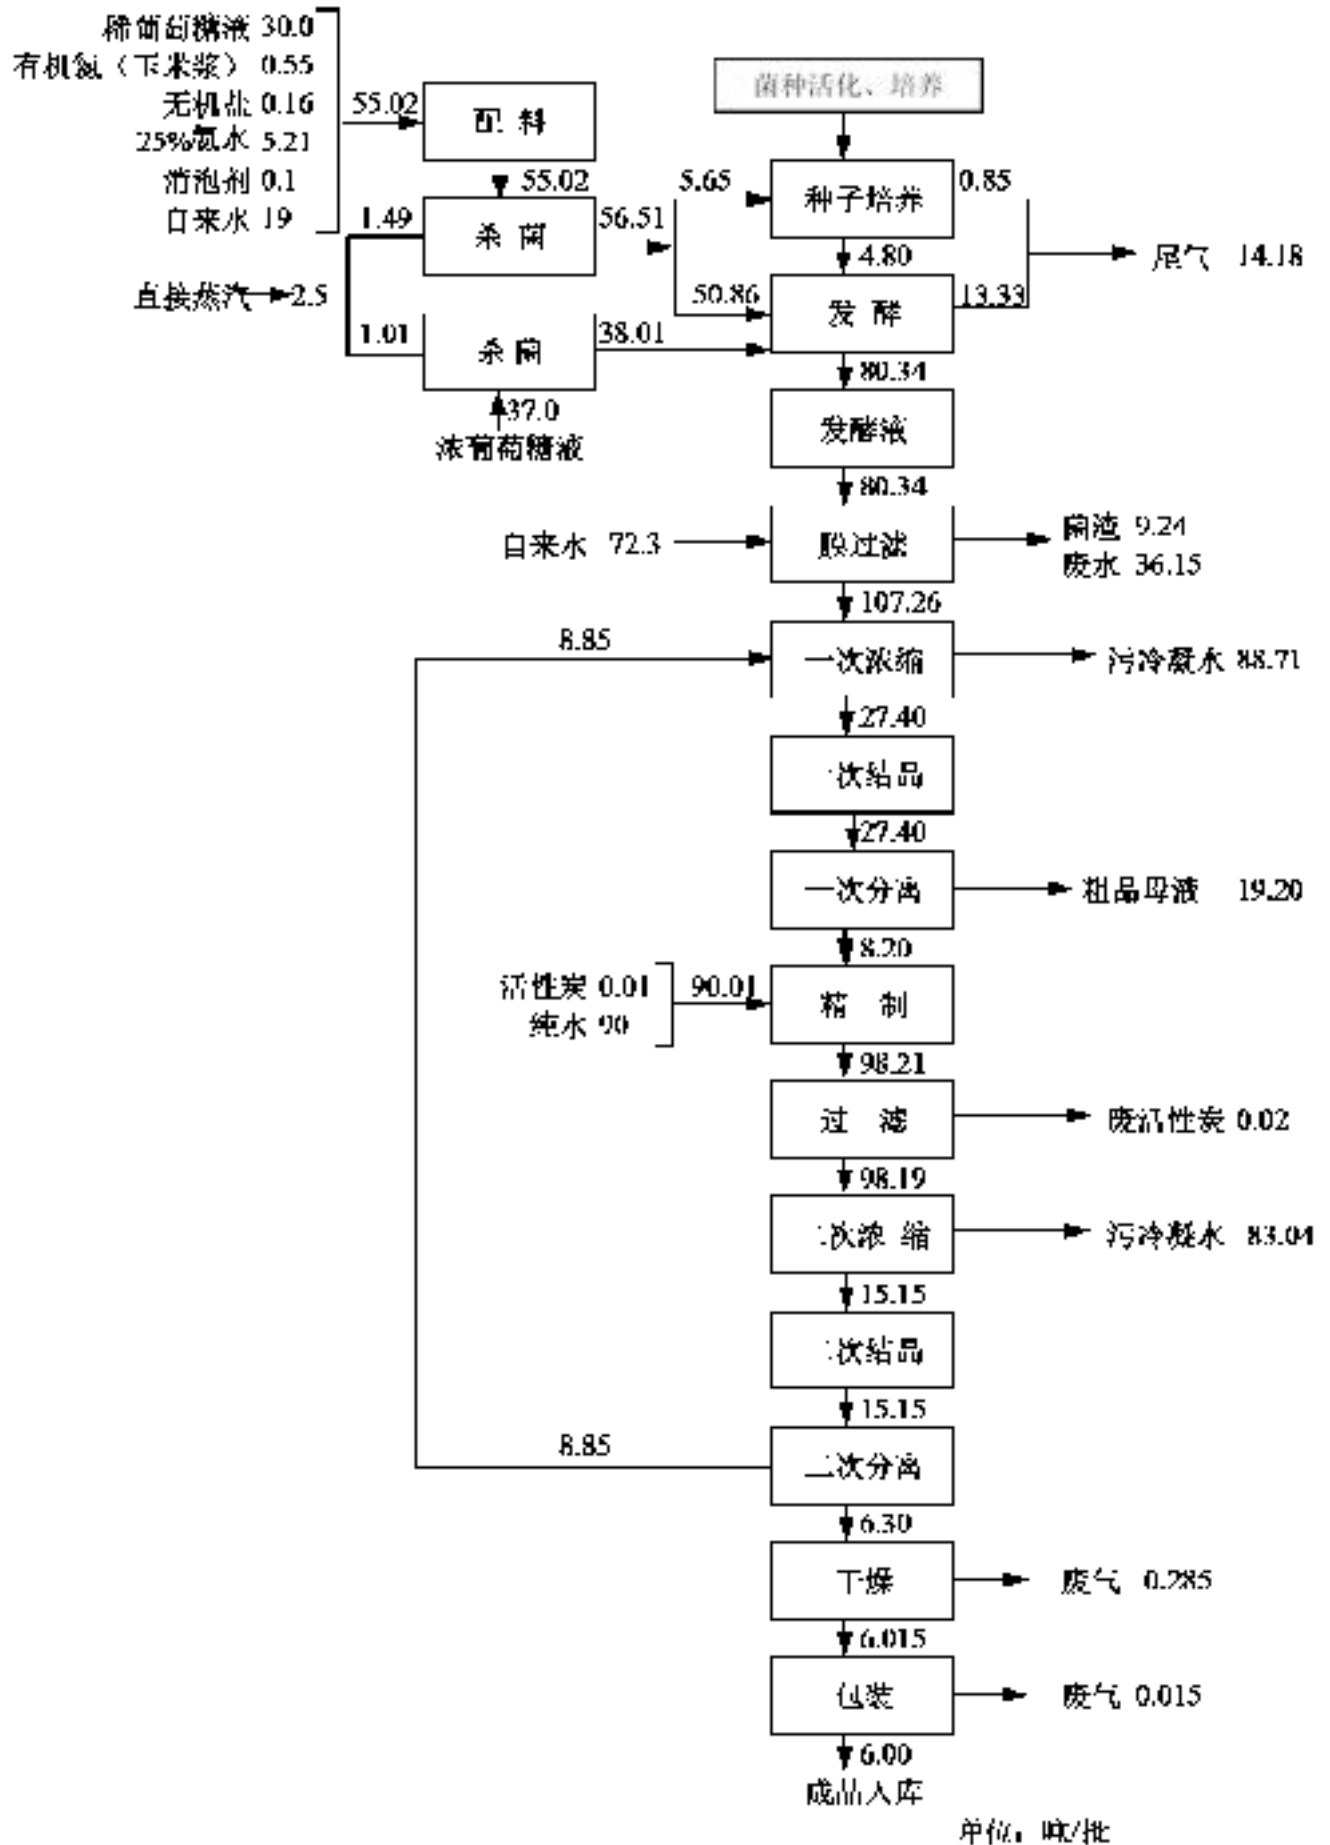 稀葡萄糖液 30.0
有机氮（玉米浆） 0.55
无机盐 0.16
25%氨水 5.21
消泡剂 0.1
自来水 19
55.02
配 料
55.02
菌种活化、培养
1.49
杀 菌
56.51
5.65
种子培养
0.85
4.80
尾气 14.18
直接蒸汽
2.5
50.86
发 酵
13.33
1.01
杀 菌
38.01
80.34
37.0
浓葡萄糖液
发酵液
80.34
自来水 72.3
膜过滤
菌渣 9.24
废水 36.15
107.26
8.85
一次浓缩
污冷凝水 88.71
27.40
一次结晶
27.40
一次分离
粗品母液 19.20
8.20
活性炭 0.01
纯水 90
90.01
精 制
98.21
过 滤
废活性炭 0.02
98.19
二次浓 缩
污冷凝水 83.04
15.15
二次结晶
15.15
8.85
二次分离
6.30
干燥
废气 0.285
6.015
包装
废气 0.015
6.00
成品入库
单位：吨/批